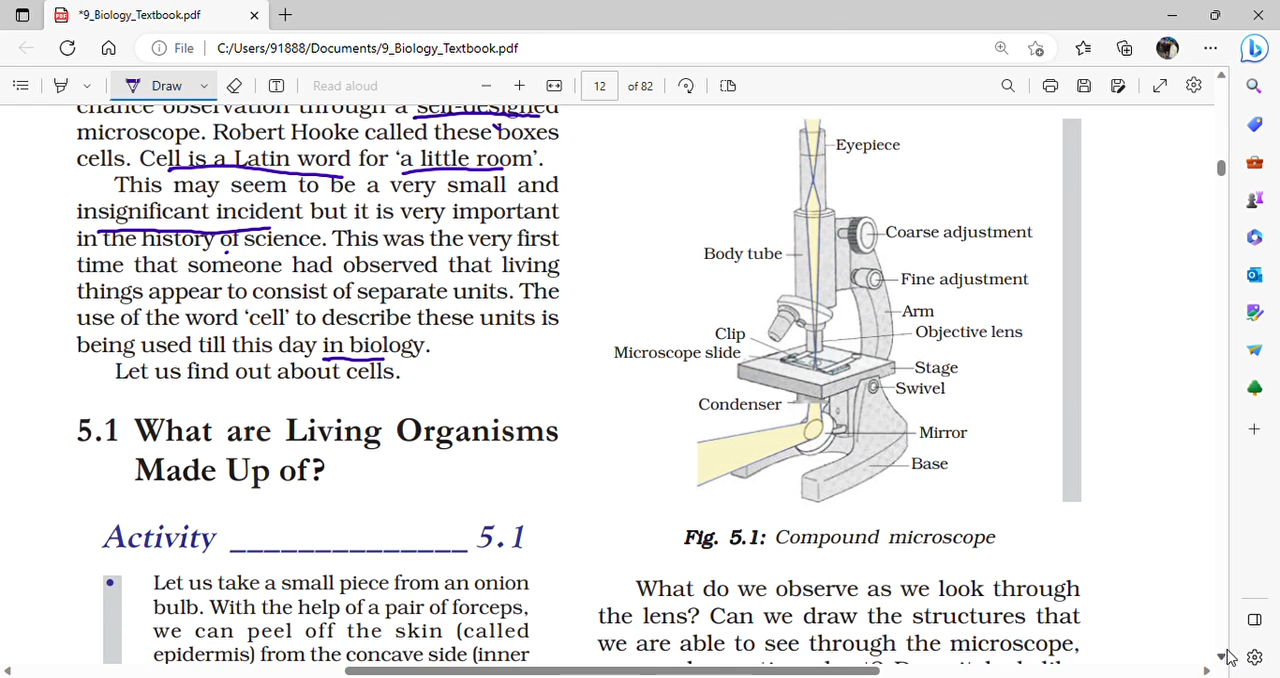 *9_Biology_Textbook.pdf
File C:/Users/91888/Documents/9_Biology_Textbook.pdf
Draw Read aloud 12 of 82
chance observation through a self-designed
microscope. Robert Hooke called these boxes
cells. Cell is a Latin word for ‘a little room’.
This may seem to be a very small and
insignificant incident but it is very important
in the history of science. This was the very first
time that someone had observed that living
things appear to consist of separate units. The
use of the word ‘cell’ to describe these units is
being used till this day in biology.
Let us find out about cells.
5.1 What are Living Organisms
Made Up of?
Activity ______________ 5.1
Let us take a small piece from an onion
bulb. With the help of a pair of forceps,
we can peel off the skin (called
epidermis) from the concave side (inner
Eyepiece
Coarse adjustment
Body tube
Fine adjustment
Arm
Clip
Objective lens
Microscope slide
Stage
Swivel
Condenser
Mirror
Base
Fig. 5.1: Compound microscope
What do we observe as we look through
the lens? Can we draw the structures that
we are able to see through the microscope,